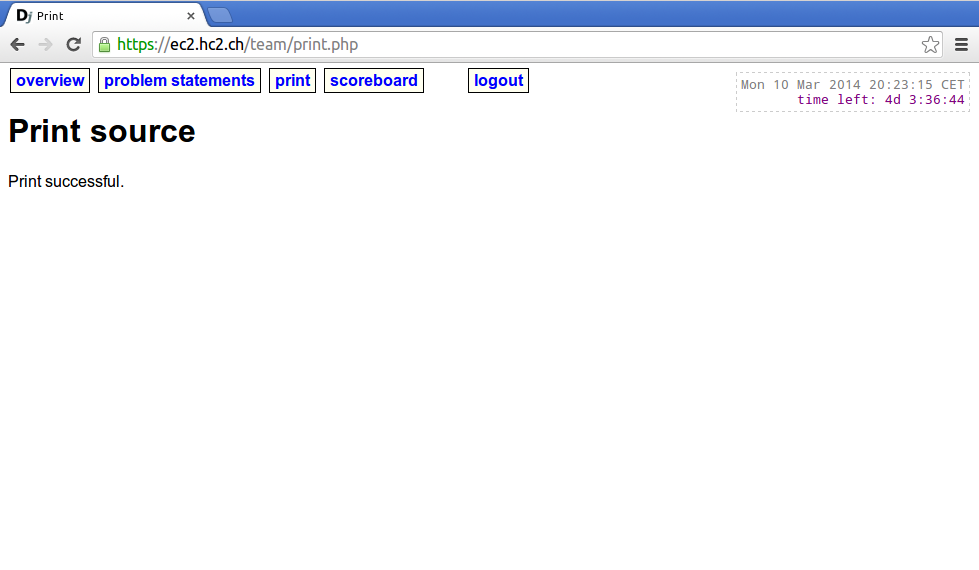 Dj Print
https://ec2.hc2.ch/team/print.php
overview problem statements print scoreboard logout
Mon 10 Mar 2014 20:23:15 CET
time left: 4d 3:36:44
Print source
Print successful.